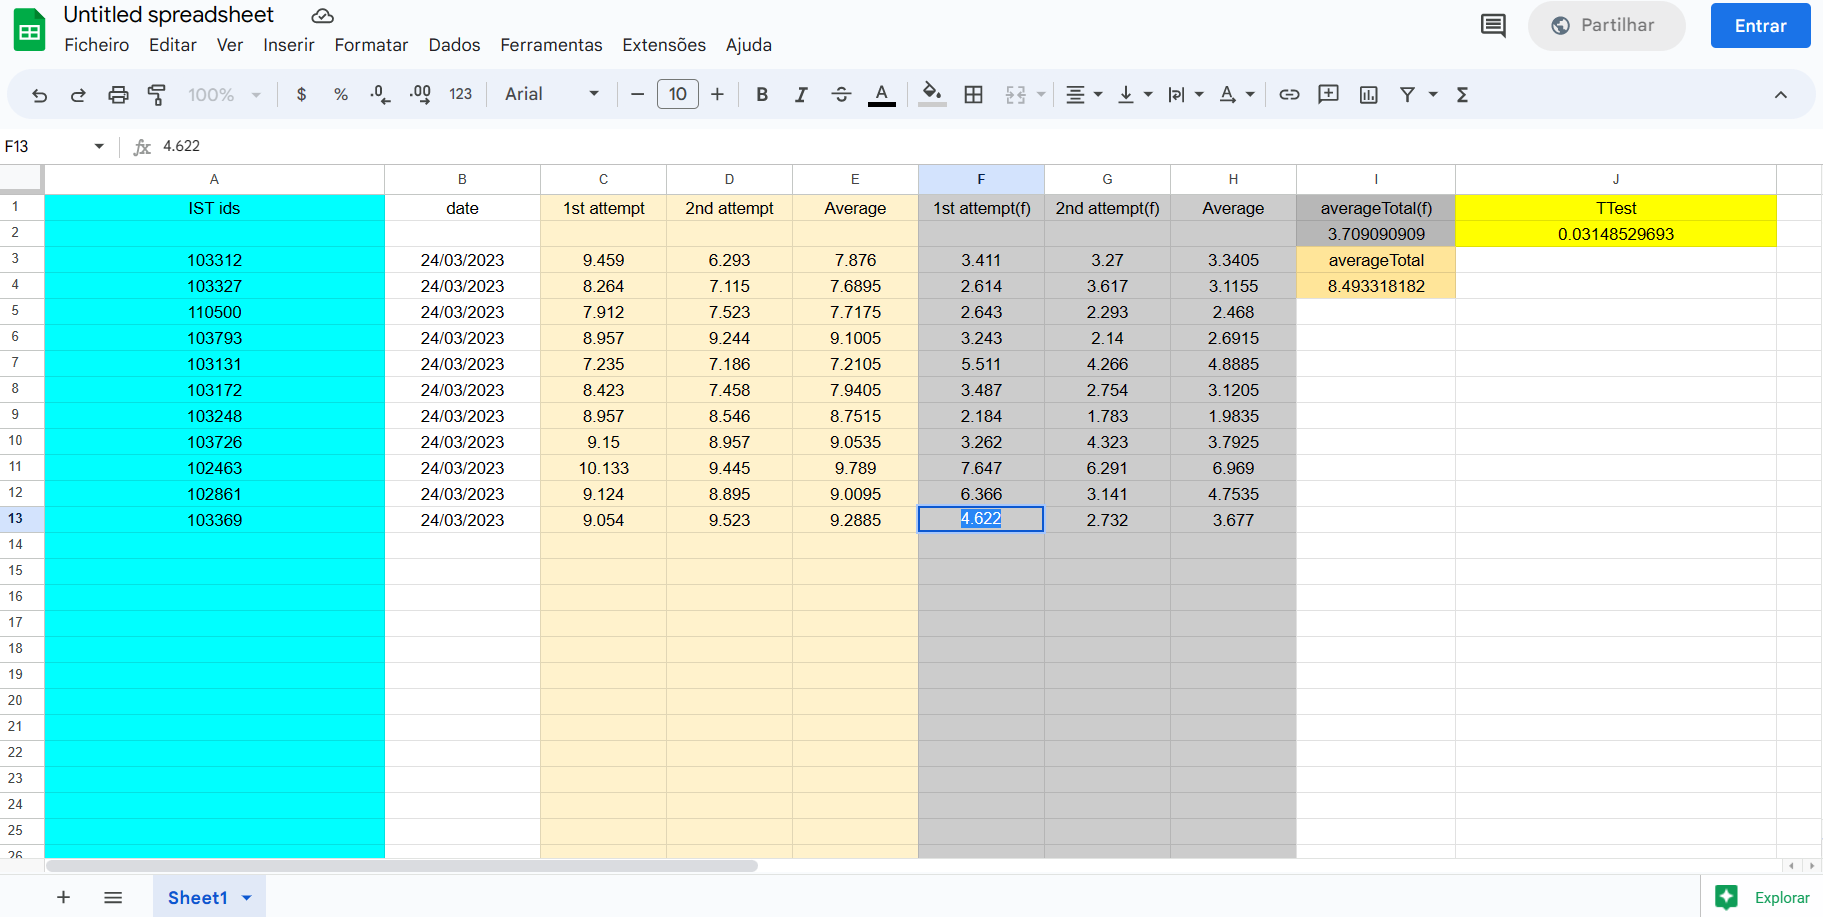 Untitled spreadsheet
Partilhar
Entrar
Ficheiro Editar Ver Inserir Formatar Dados Ferramentas Extensões Ajuda
100% $ % .0 .00 123 Arial 10 B I A A Σ
F13 fx 4.622
A B C D E F G H I J
1 IST ids date 1st attempt 2nd attempt Average 1st attempt(f) 2nd attempt(f) Average averageTotal(f) TTest
2 3.709090909 0.03148529693
3 103312 24/03/2023 9.459 6.293 7.876 3.411 3.27 3.3405 averageTotal
4 103327 24/03/2023 8.264 7.115 7.6895 2.614 3.617 3.1155 8.493318182
5 110500 24/03/2023 7.912 7.523 7.7175 2.643 2.293 2.468
6 103793 24/03/2023 8.957 9.244 9.1005 3.243 2.14 2.6915
7 103131 24/03/2023 7.235 7.186 7.2105 5.511 4.266 4.8885
8 103172 24/03/2023 8.423 7.458 7.9405 3.487 2.754 3.1205
9 103248 24/03/2023 8.957 8.546 8.7515 2.184 1.783 1.9835
10 103726 24/03/2023 9.15 8.957 9.0535 3.262 4.323 3.7925
11 102463 24/03/2023 10.133 9.445 9.789 7.647 6.291 6.969
12 102861 24/03/2023 9.124 8.895 9.0095 6.366 3.141 4.7535
13 103369 24/03/2023 9.054 9.523 9.2885 4.622 2.732 3.677
14
15
16
17
18
19
20
21
22
23
24
25
26
Sheet1
Explorar